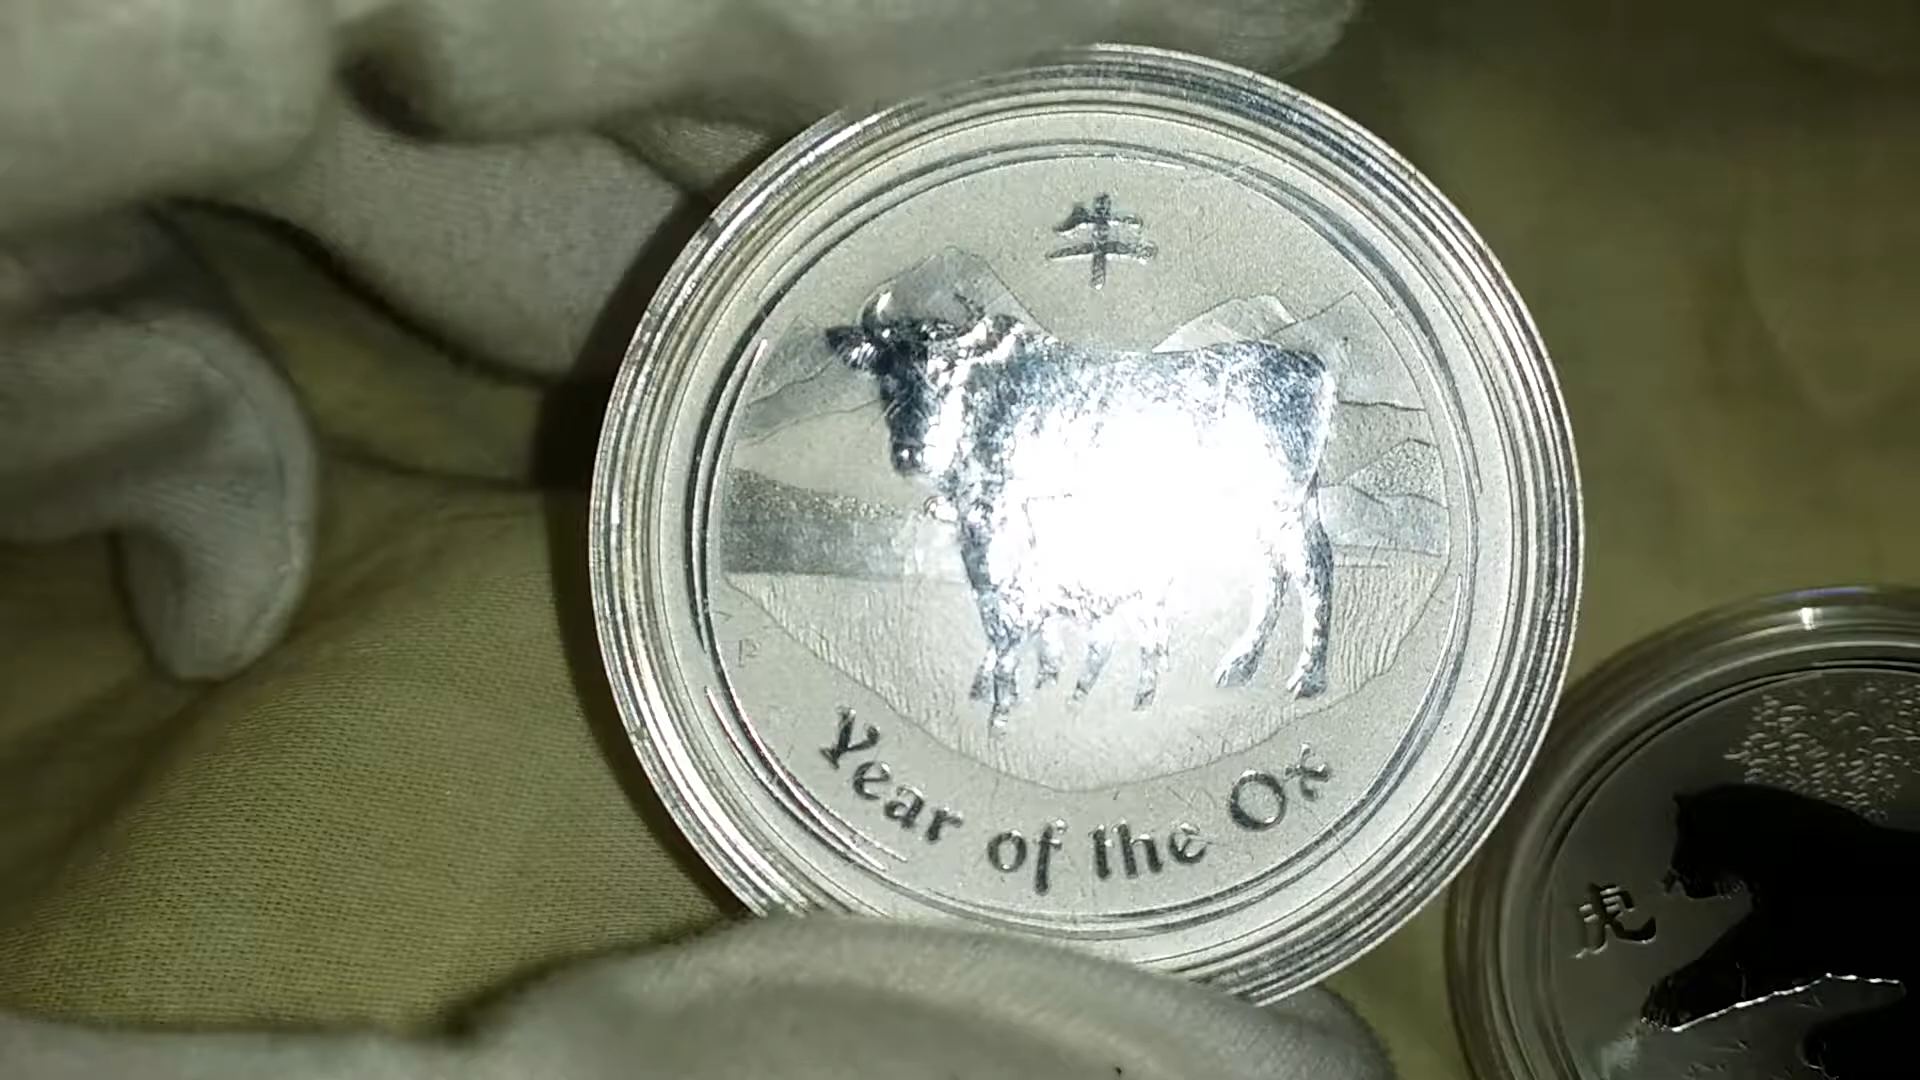 牛
Year of the Ox
P
虎